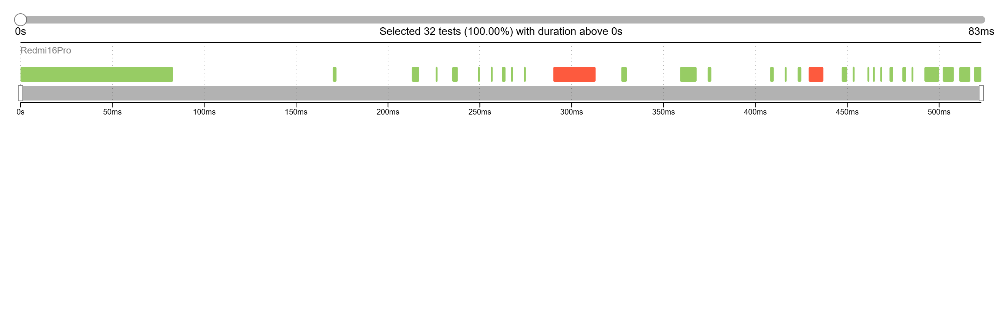 0s Selected 32 tests (100.00%) with duration above 0s 83ms
Redmi16Pro
0s 50ms 100ms 150ms 200ms 250ms 300ms 350ms 400ms 450ms 500ms